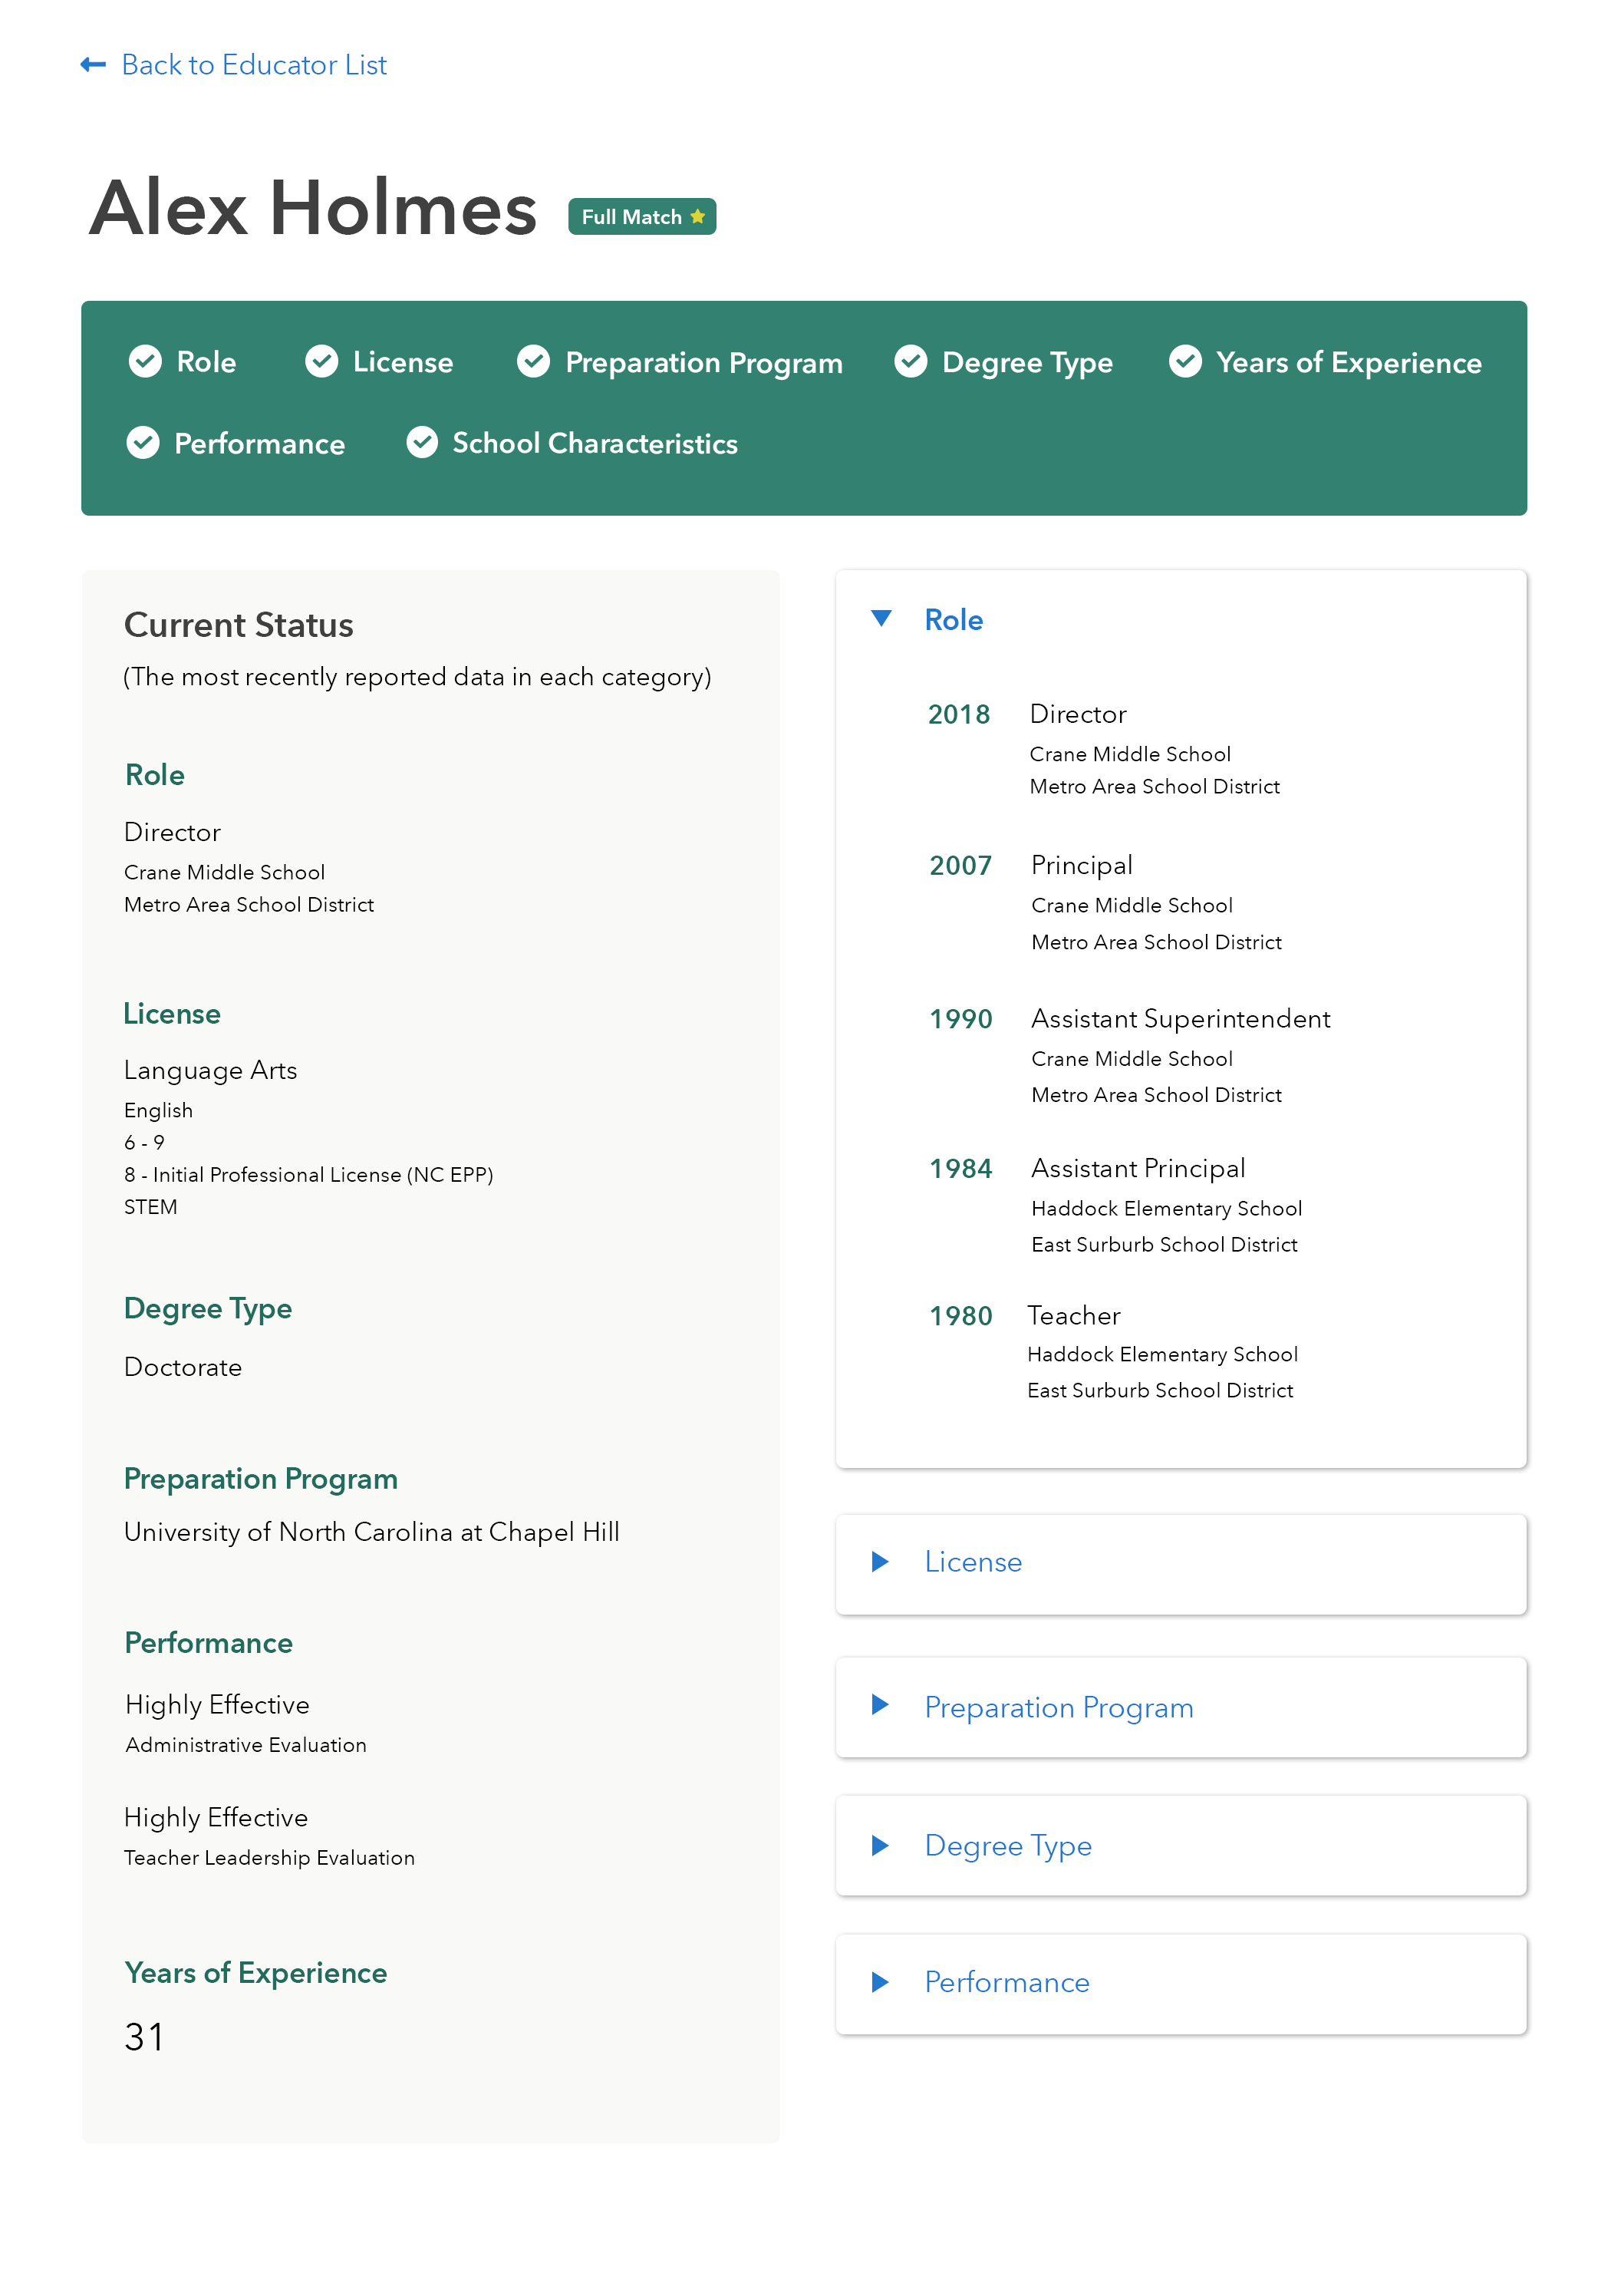 Back to Educator List
Alex Holmes
Full Match
Role
License
Preparation Program
Degree Type
Years of Experience
Performance
School Characteristics
Current Status
(The most recently reported data in each category)
Role
Director
Crane Middle School
Metro Area School District
License
Language Arts
English
6 - 9
8 - Initial Professional License (NC EPP)
STEM
Degree Type
Doctorate
Preparation Program
University of North Carolina at Chapel Hill
Performance
Highly Effective
Administrative Evaluation
Highly Effective
Teacher Leadership Evaluation
Years of Experience
31
Role
2018 Director
Crane Middle School
Metro Area School District
2007 Principal
Crane Middle School
Metro Area School District
1990 Assistant Superintendent
Crane Middle School
Metro Area School District
1984 Assistant Principal
Haddock Elementary School
East Surburb School District
1980 Teacher
Haddock Elementary School
East Surburb School District
License
Preparation Program
Degree Type
Performance